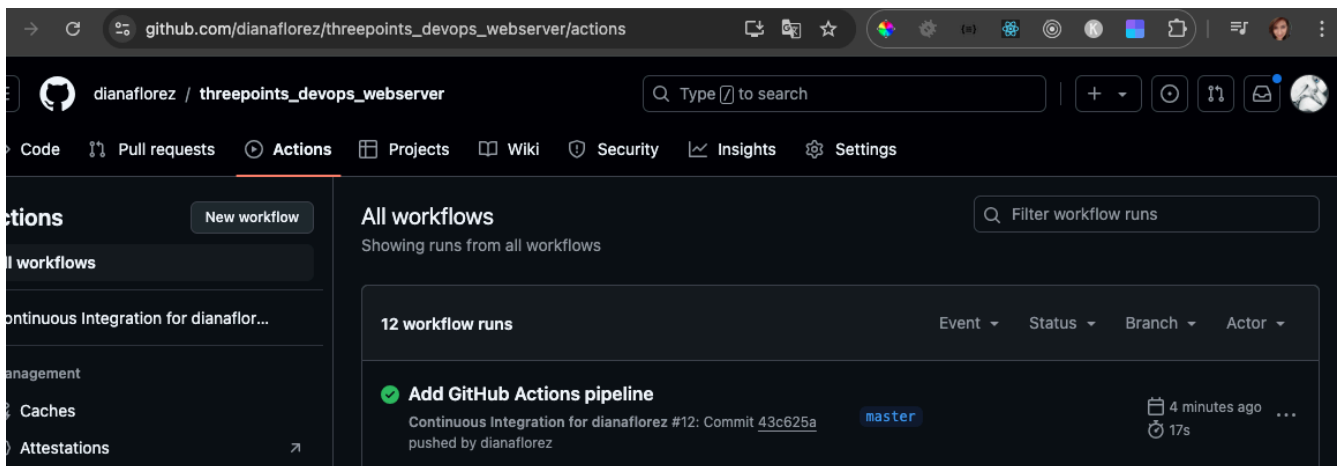 github.com/dianaflorez/threepoints_devops_webserver/actions
K
dianaflorez / threepoints_devops_webserver
Type / to search
Code Pull requests Actions Projects Wiki Security Insights Settings
ctions New workflow
ll workflows
ontinuous Integration for dianaflor...
anagement
Caches
Attestations
All workflows
Showing runs from all workflows
Filter workflow runs
12 workflow runs Event Status Branch Actor
Add GitHub Actions pipeline
Continuous Integration for dianaflorez #12: Commit 43c625a
pushed by dianaflorez
master
4 minutes ago
17s